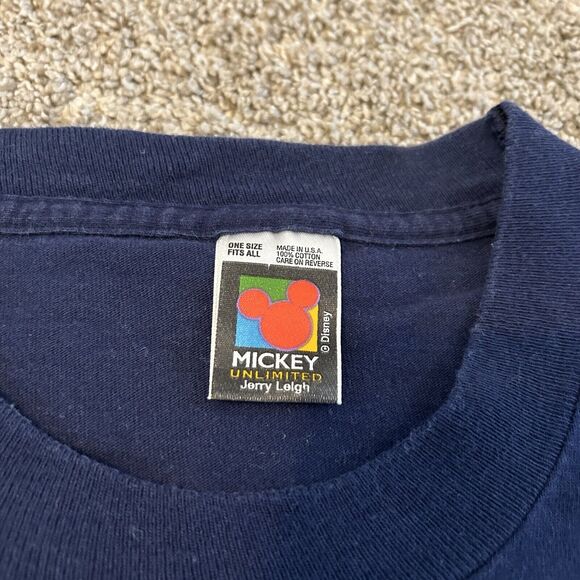 ONE SIZE
FITS ALL
MADE IN U.S.A.
100% COTTON
CARE ON REVERSE
© Disney
MICKEY
UNLIMITED
Jerry Leigh